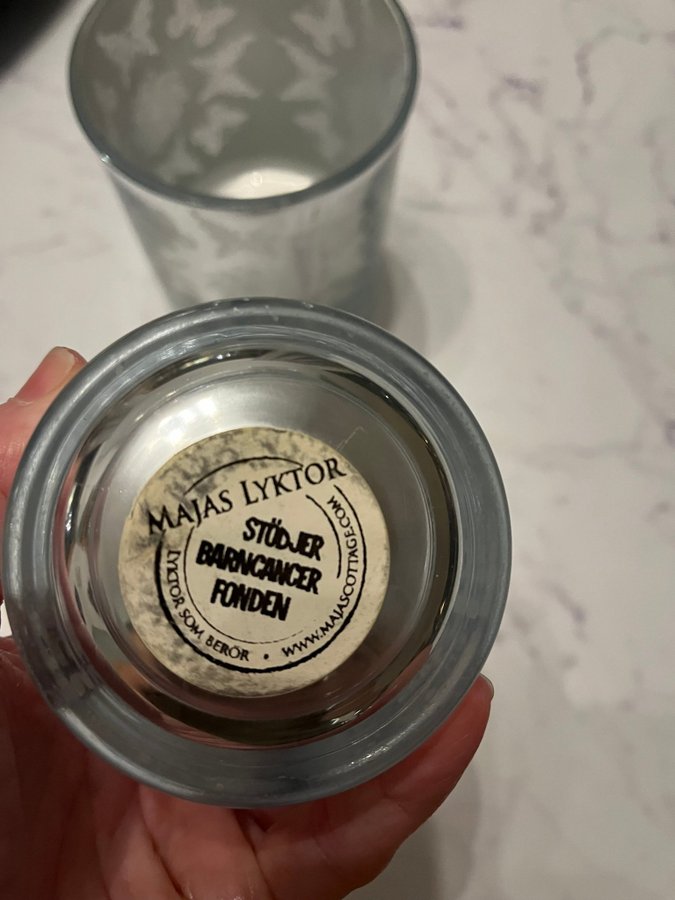 MAJAS LYKTOR
STÖDJER
BARNCANCER
FONDEN
LYKTOR SOM BERÖR • WWW.MAJASCOTTAGE.COM